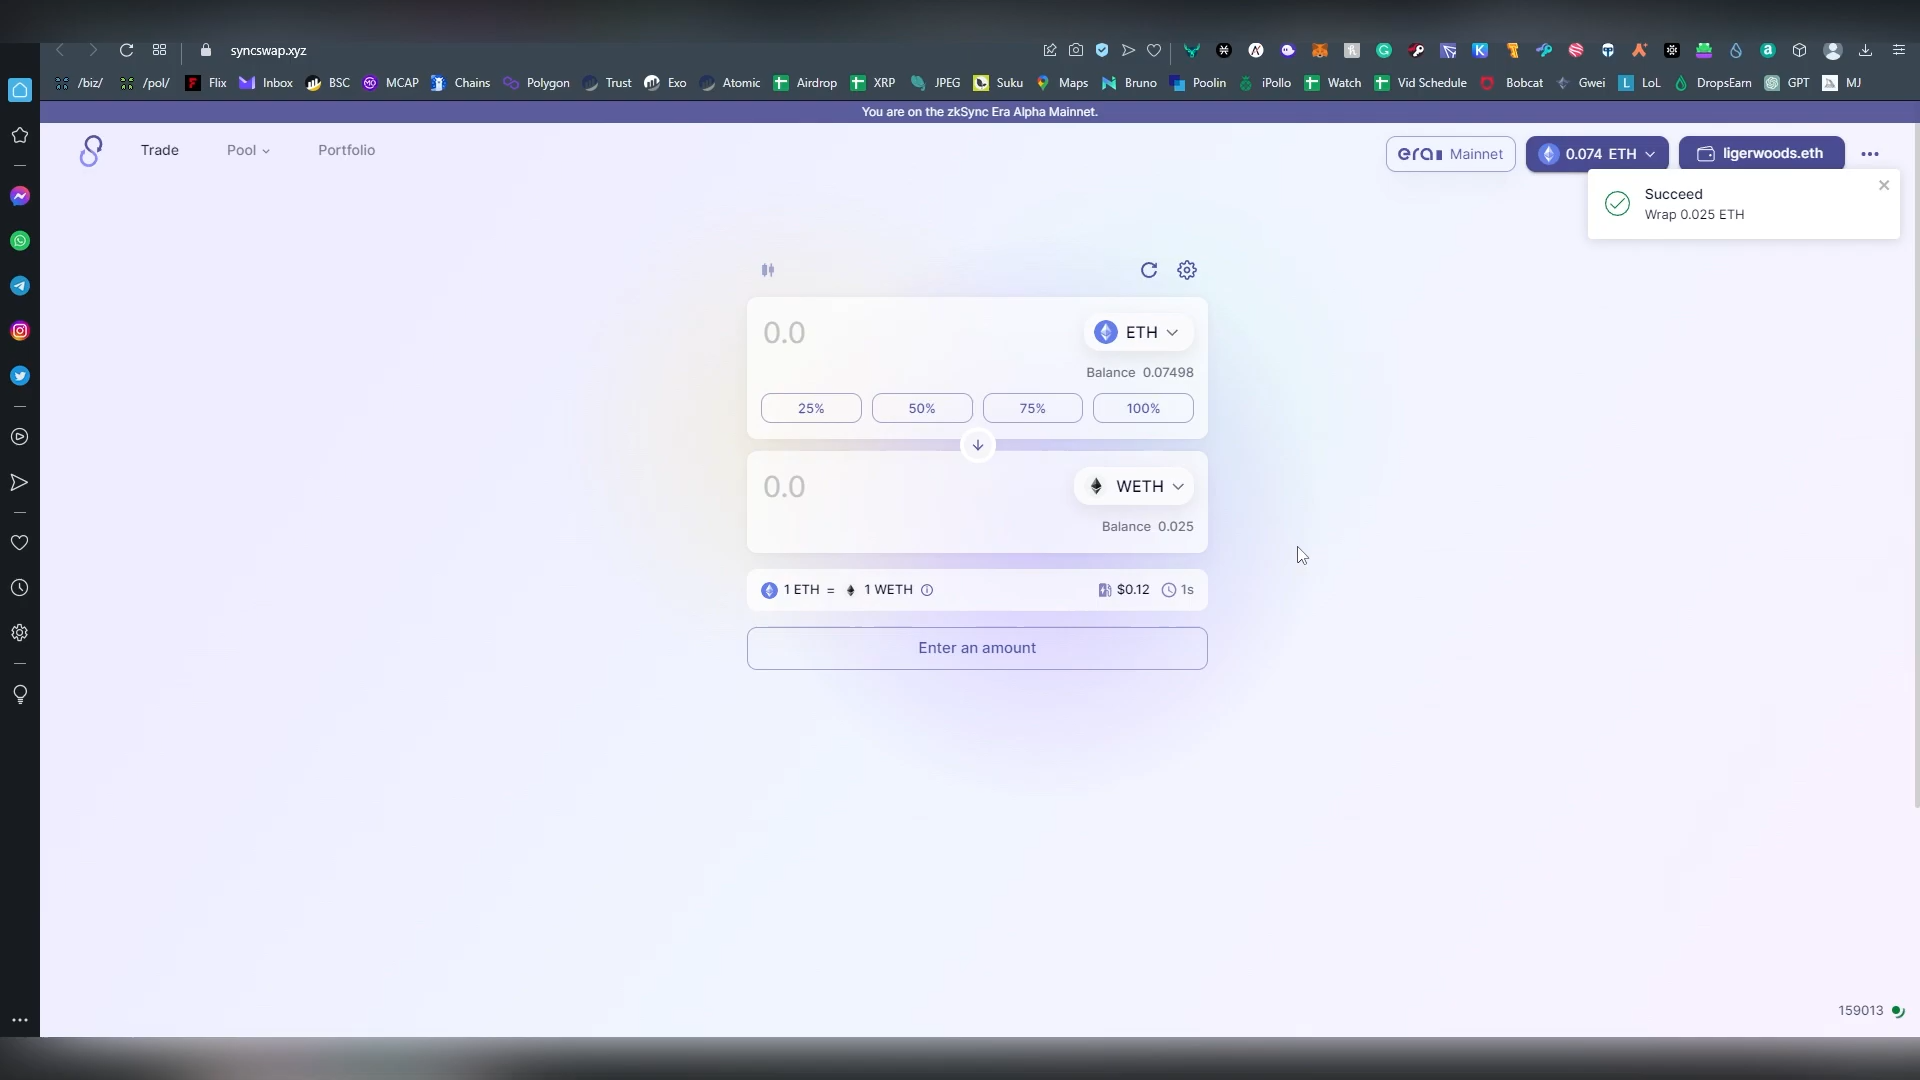 syncswap.xyz
/biz/ /pol/ Flix Inbox BSC MCAP Chains Polygon Trust Exo Atomic Airdrop XRP JPEG Suku Maps Bruno Poolin iPollo Watch Vid Schedule Bobcat Gwei LoL DropsEarn GPT MJ
You are on the zkSync Era Alpha Mainnet.
Trade Pool Portfolio era Mainnet 0.074 ETH ligerwoods.eth
Succeed
Wrap 0.025 ETH
0.0 ETH
Balance 0.07498
25% 50% 75% 100%
0.0 WETH
Balance 0.025
1 ETH = 1 WETH $0.12 1s
Enter an amount
159013